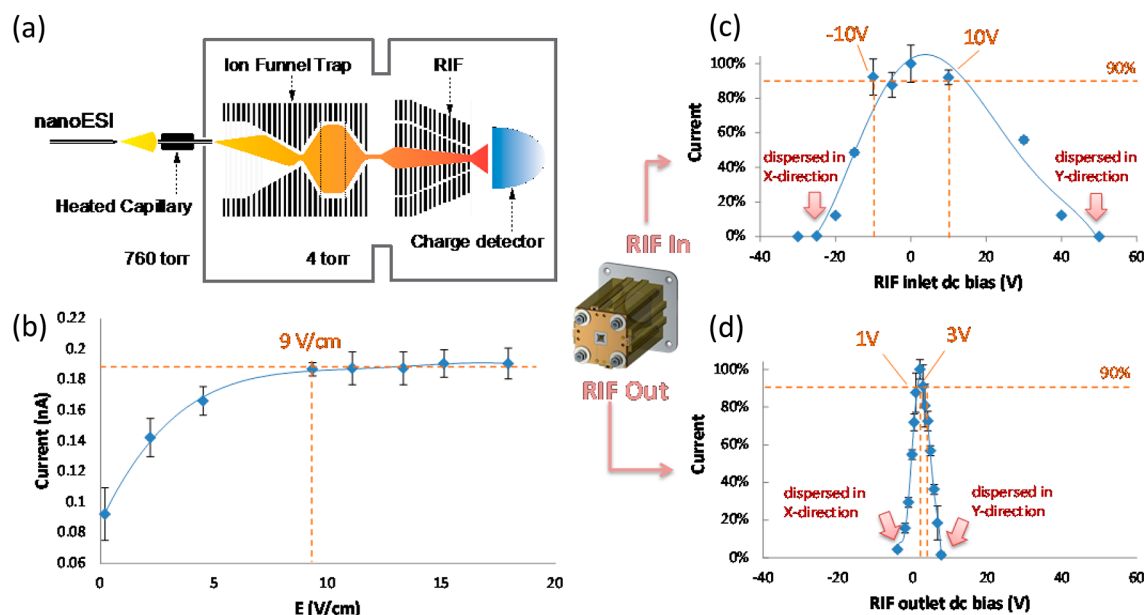 (a)
Ion Funnel Trap
RIF
nanoESI
Heated Capillary
Charge detector
760 torr
4 torr
(b)
0.22
0.2
0.18
0.16
0.14
0.12
0.1
0.08
0.06
Current (nA)
9 V/cm
0
5
10
15
20
E (V/cm)
RIF In
RIF Out
(c)
-10V
10V
100%
80%
60%
40%
20%
0%
Current
90%
dispersed in
X-direction
dispersed in
Y-direction
-40
-20
0
20
40
60
RIF inlet dc bias (V)
(d)
1V
3V
100%
80%
60%
40%
20%
0%
Current
90%
dispersed in
X-direction
dispersed in
Y-direction
-40
-20
0
20
40
60
RIF outlet dc bias (V)